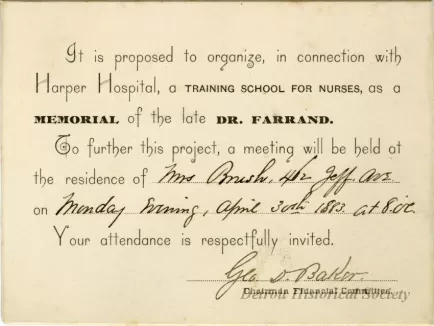 It is proposed to organize, in connection with
Harper Hospital, a TRAINING SCHOOL FOR NURSES, as a
MEMORIAL of the late DR. FARRAND.
To further this project, a meeting will be held at
the residence of Mrs Brush, 412 Jeff. Ave.
on Monday Evening, April 30th 1883. at 8. o'c.
Your attendance is respectfully invited.
Geo. D. Baker.
Chairman Financial Committee.
Detroit Historical Society